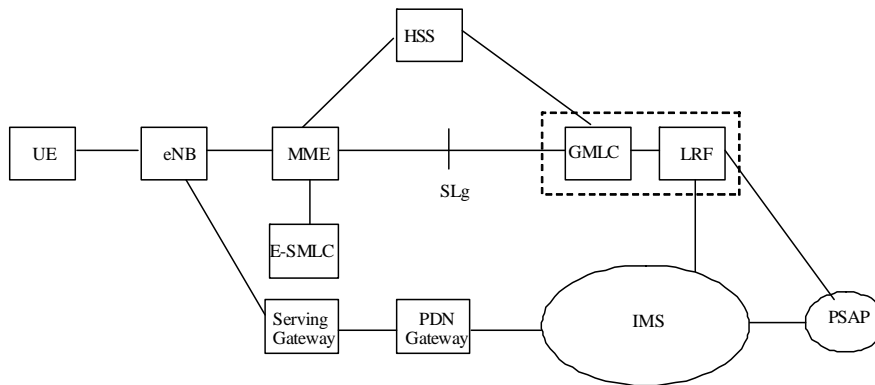 HSS
UE
eNB
MME
GMLC
LRF
SLg
E-SMLC
Serving
Gateway
PDN
Gateway
IMS
PSAP